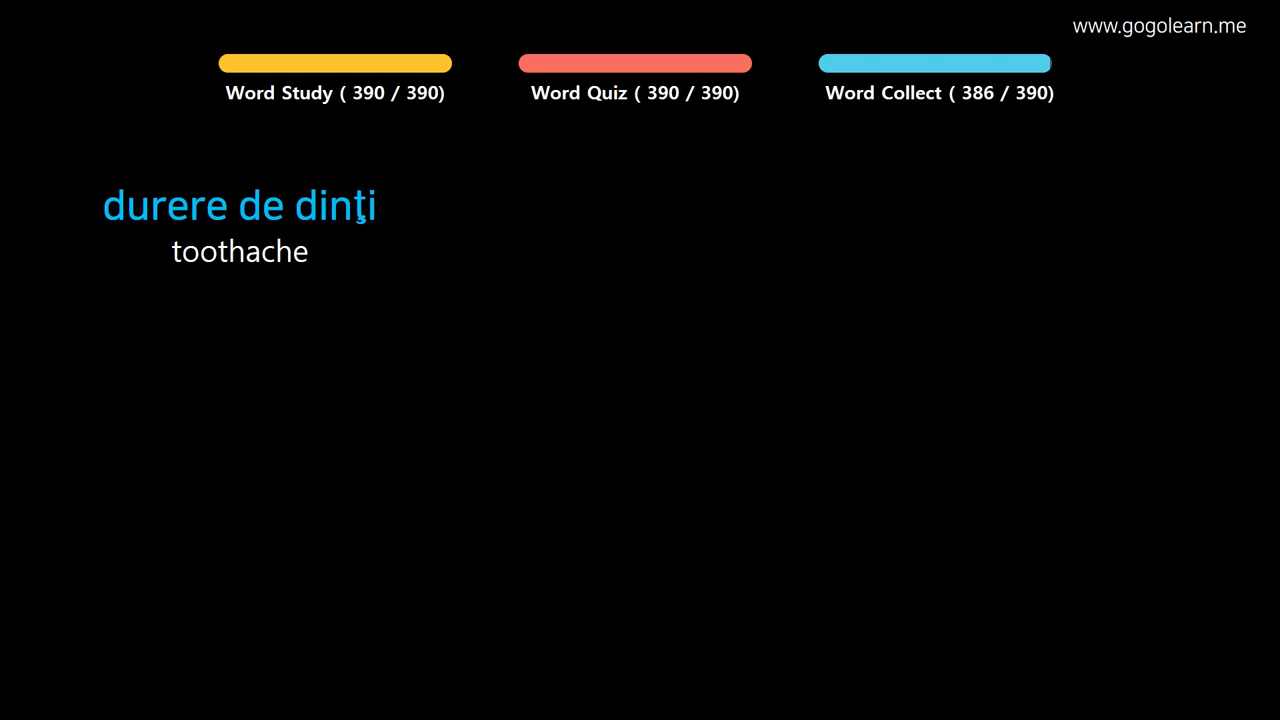 www.gogolearn.me
Word Study ( 390 / 390)
Word Quiz ( 390 / 390)
Word Collect ( 386 / 390)
durere de dinţi
toothache